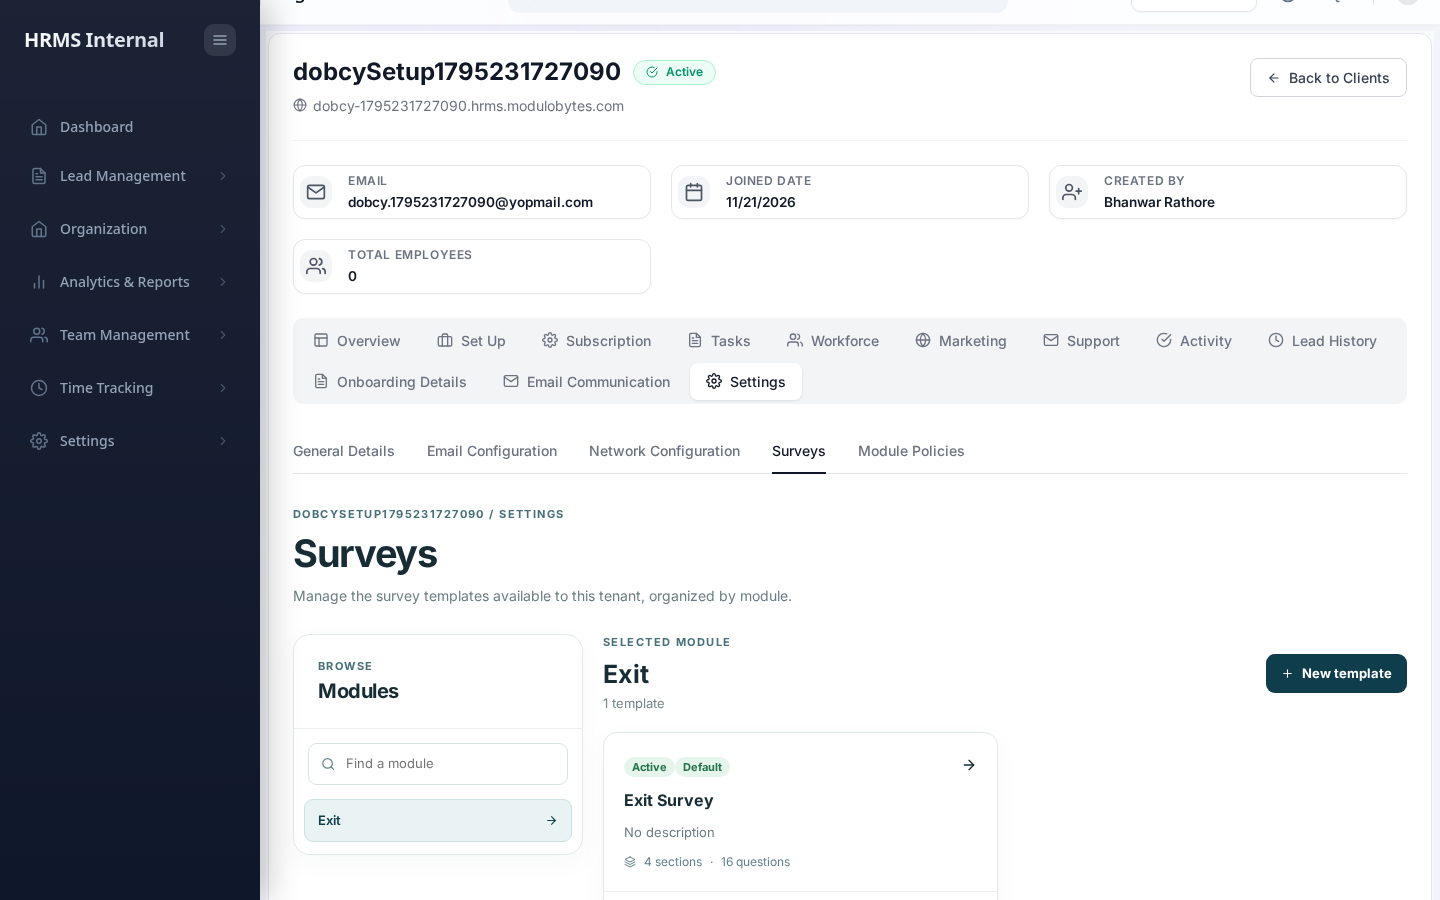 HRMS Internal
Dashboard
Lead Management
Organization
Analytics & Reports
Team Management
Time Tracking
Settings
dobcySetup1795231727090
Active
Back to Clients
dobcy-1795231727090.hrms.modulobytes.com
EMAIL
dobcy.1795231727090@yopmail.com
JOINED DATE
11/21/2026
CREATED BY
Bhanwar Rathore
TOTAL EMPLOYEES
0
Overview
Set Up
Subscription
Tasks
Workforce
Marketing
Support
Activity
Lead History
Onboarding Details
Email Communication
Settings
General Details
Email Configuration
Network Configuration
Surveys
Module Policies
DOBCYSETUP1795231727090 / SETTINGS
Surveys
Manage the survey templates available to this tenant, organized by module.
BROWSE
Modules
Find a module
Exit
SELECTED MODULE
Exit
1 template
New template
Active
Default
Exit Survey
No description
4 sections · 16 questions